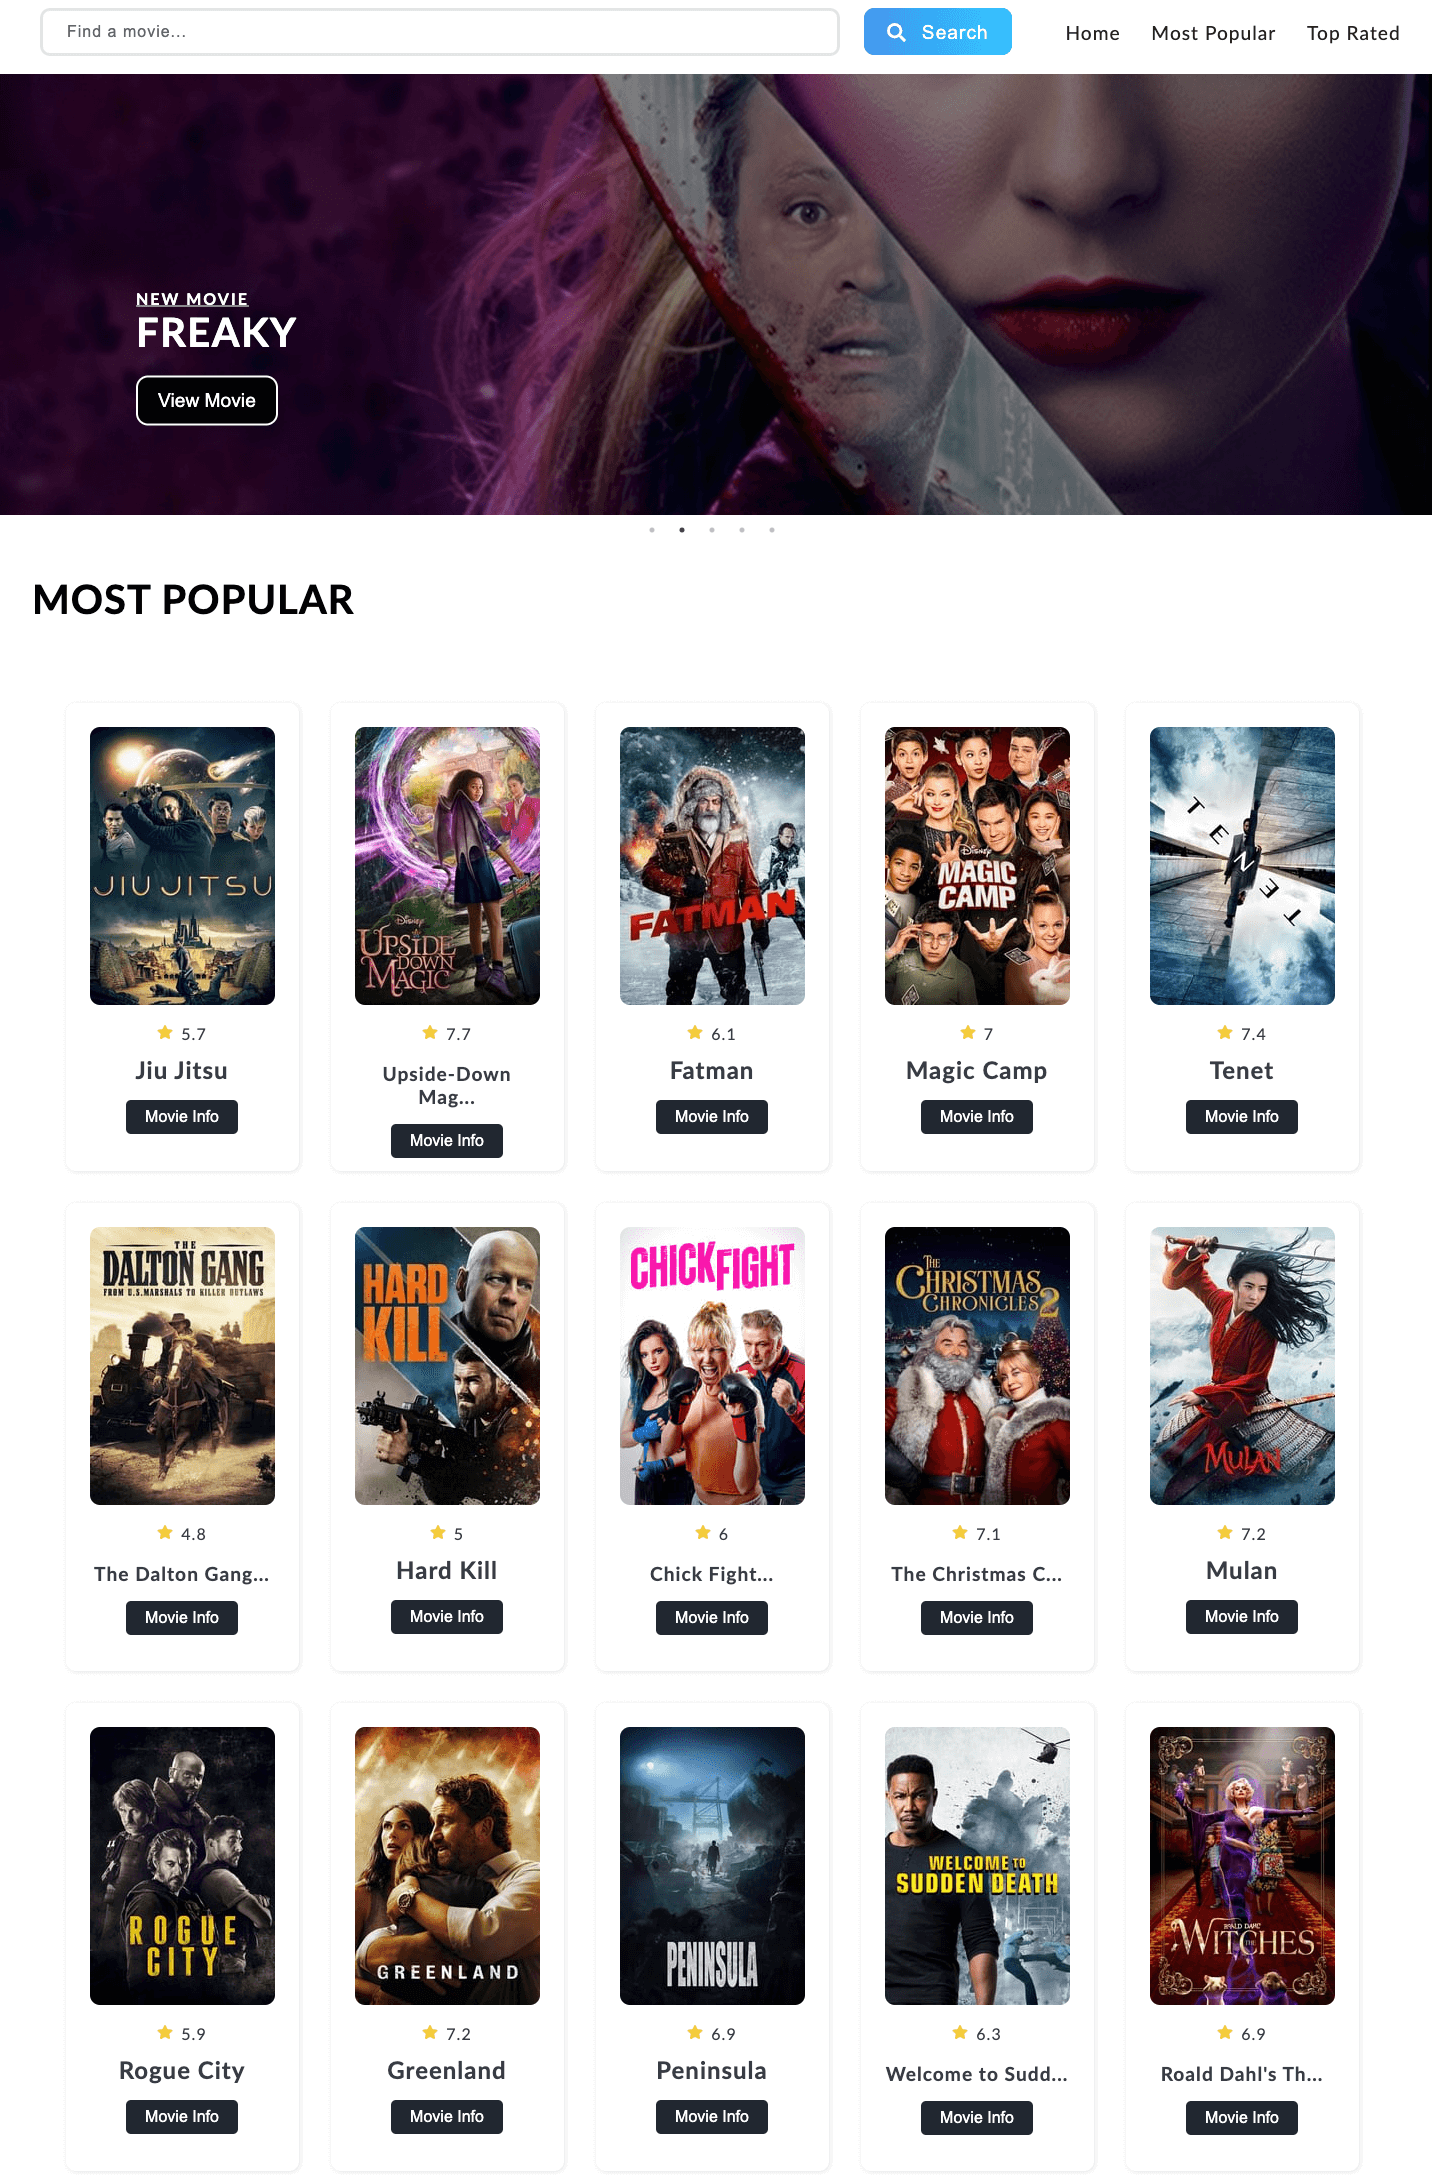 Find a movie...
Search
Home
Most Popular
Top Rated
NEW MOVIE
FREAKY
View Movie
MOST POPULAR
JIU JITSU
Disney
UPSIDE
DOWN
MAGIC
FATMAN
Disney
MAGIC
CAMP
TENET
5.7
7.7
6.1
7
7.4
Jiu Jitsu
Upside-Down
Mag...
Fatman
Magic Camp
Tenet
Movie Info
Movie Info
Movie Info
Movie Info
Movie Info
THE
DALTON GANG
FROM U.S. MARSHALS TO KILLER OUTLAWS
HARD
KILL
CHICK FIGHT
THE
CHRISTMAS
CHRONICLES 2
MULAN
4.8
5
6
7.1
7.2
The Dalton Gang...
Hard Kill
Chick Fight...
The Christmas C...
Mulan
Movie Info
Movie Info
Movie Info
Movie Info
Movie Info
ROGUE
CITY
GREENLAND
PENINSULA
WELCOME TO
SUDDEN DEATH
ROALD DAHL'S
THE
WITCHES
5.9
7.2
6.9
6.3
6.9
Rogue City
Greenland
Peninsula
Welcome to Sudd...
Roald Dahl's Th...
Movie Info
Movie Info
Movie Info
Movie Info
Movie Info